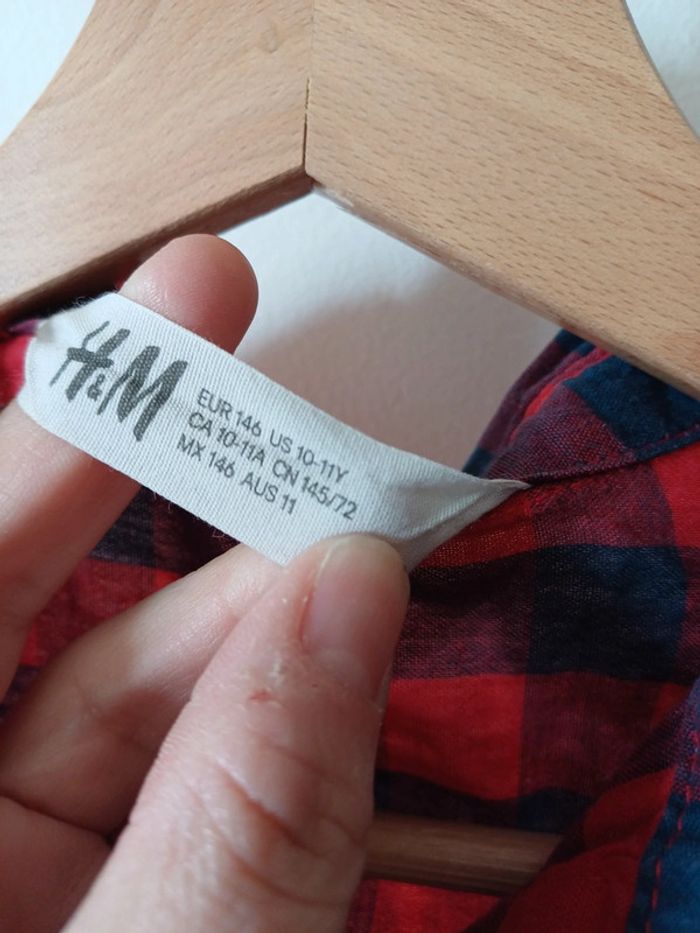 H&M
EUR 146 US 10-11Y
CA 10-11A CN 145/72
MX 146 AUS 11